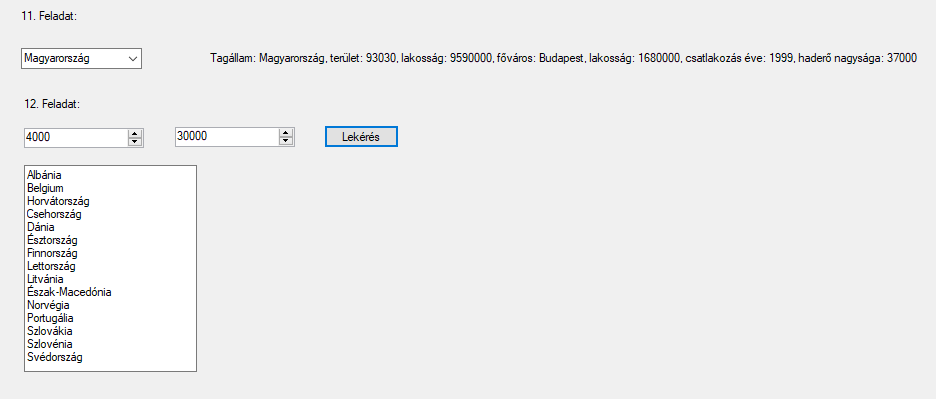 11. Feladat:
Magyarország
Tagállam: Magyarország, terület: 93030, lakosság: 9590000, főváros: Budapest, lakosság: 1680000, csatlakozás éve: 1999, haderő nagysága: 37000
12. Feladat:
4000
30000
Lekérés
Albánia
Belgium
Horvátország
Csehország
Dánia
Észtország
Finnország
Lettország
Litvánia
Észak-Macedónia
Norvégia
Portugália
Szlovákia
Szlovénia
Svédország